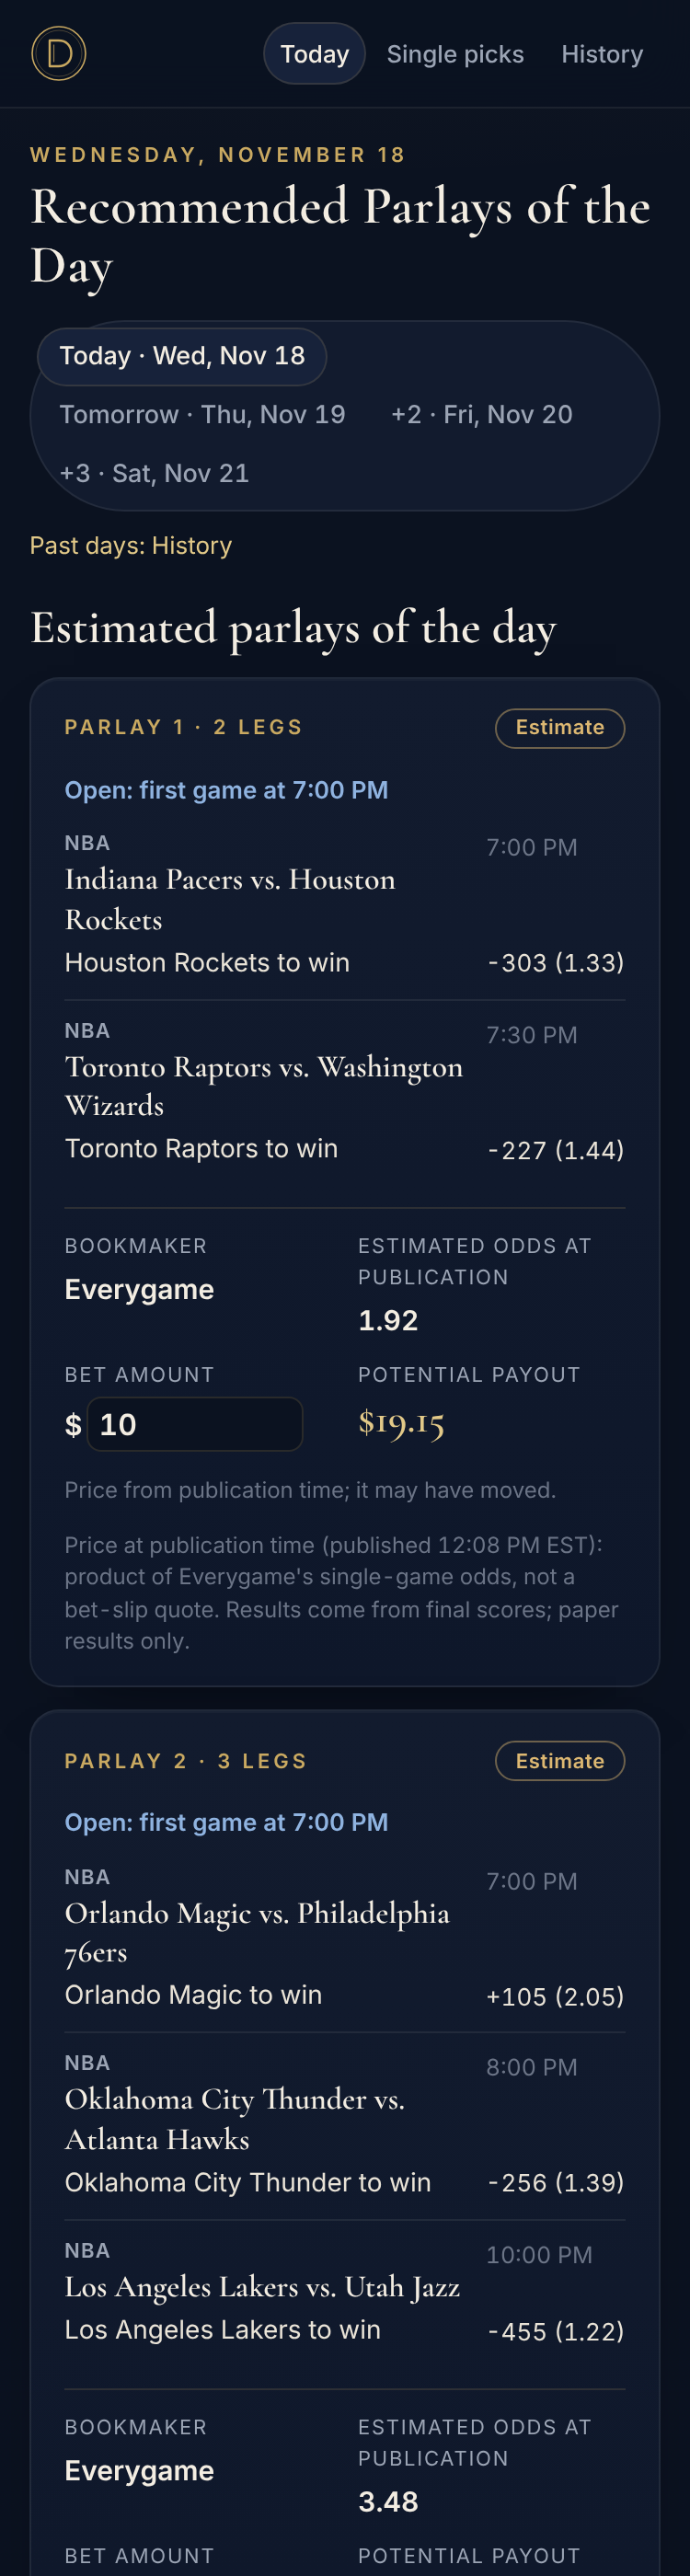 D
Today
Single picks
History
WEDNESDAY, NOVEMBER 18
Recommended Parlays of the
Day
Today · Wed, Nov 18
Tomorrow · Thu, Nov 19
+2 · Fri, Nov 20
+3 · Sat, Nov 21
Past days: History
Estimated parlays of the day
PARLAY 1 · 2 LEGS
Estimate
Open: first game at 7:00 PM
NBA
7:00 PM
Indiana Pacers vs. Houston
Rockets
Houston Rockets to win
-303 (1.33)
NBA
7:30 PM
Toronto Raptors vs. Washington
Wizards
Toronto Raptors to win
-227 (1.44)
BOOKMAKER
Everygame
ESTIMATED ODDS AT
PUBLICATION
1.92
BET AMOUNT
$ 10
POTENTIAL PAYOUT
$19.15
Price from publication time; it may have moved.
Price at publication time (published 12:08 PM EST):
product of Everygame's single-game odds, not a
bet-slip quote. Results come from final scores; paper
results only.
PARLAY 2 · 3 LEGS
Estimate
Open: first game at 7:00 PM
NBA
7:00 PM
Orlando Magic vs. Philadelphia
76ers
Orlando Magic to win
+105 (2.05)
NBA
8:00 PM
Oklahoma City Thunder vs.
Atlanta Hawks
Oklahoma City Thunder to win
-256 (1.39)
NBA
10:00 PM
Los Angeles Lakers vs. Utah Jazz
Los Angeles Lakers to win
-455 (1.22)
BOOKMAKER
Everygame
ESTIMATED ODDS AT
PUBLICATION
3.48
BET AMOUNT
POTENTIAL PAYOUT